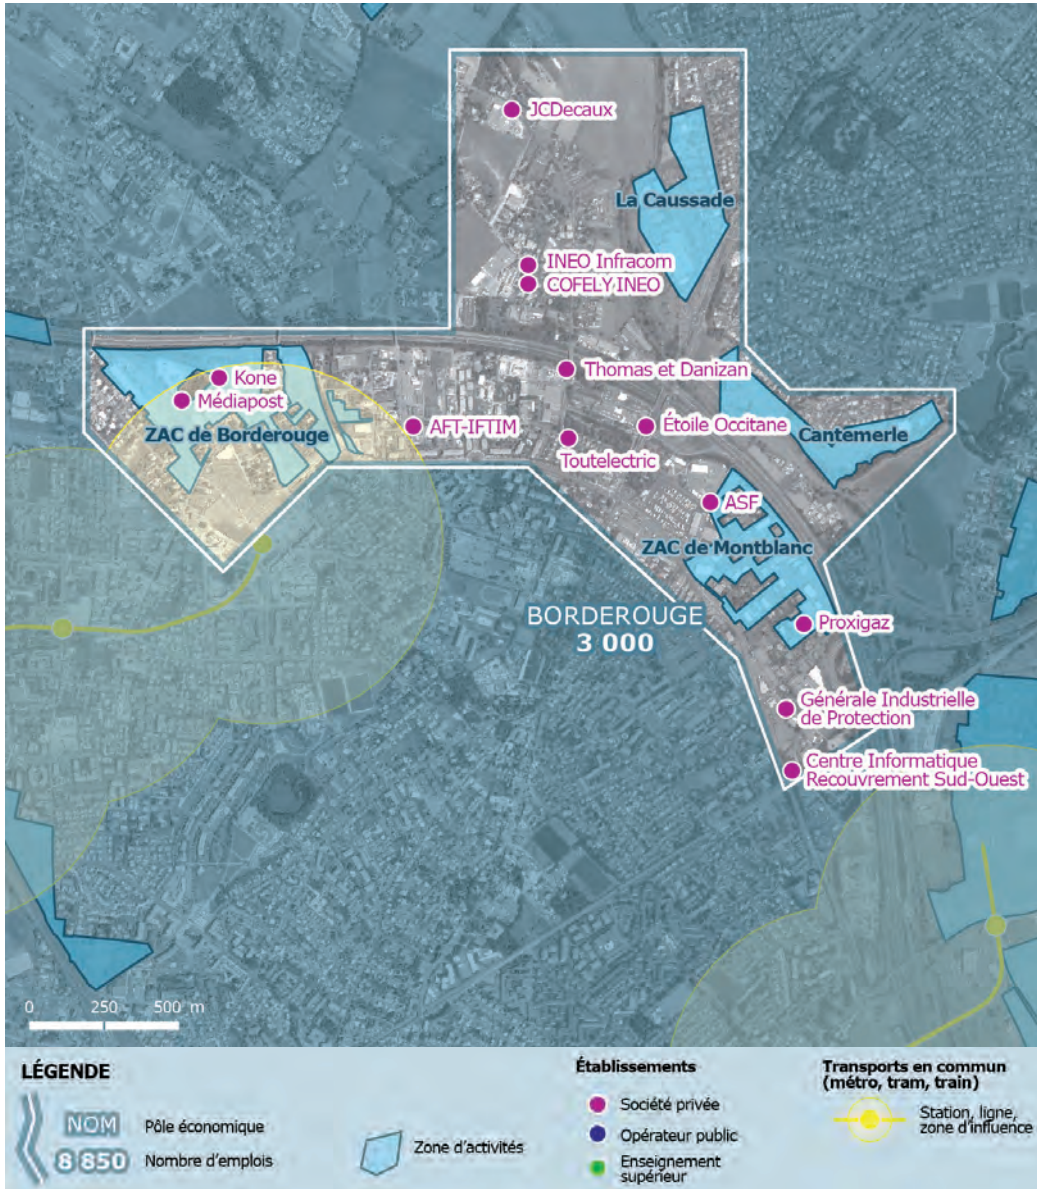 JCDecaux
La Caussade
INEO Infracom
COFELY INEO
Thomas et Danizan
Kone
Médiapost
ZAC de Borderouge
AFT-IFTIM
Étoile Occitane
Cantemerle
Toutelectric
ASF
ZAC de Montblanc
BORDEROUGE
3 000
Proxigaz
Générale Industrielle
de Protection
Centre Informatique
Recouvrement Sud-Ouest
0 250 500 m
LÉGENDE
NOM Pôle économique
8 850 Nombre d'emplois
Zone d'activités
Établissements
Société privée
Opérateur public
Enseignement
supérieur
Transports en commun
(métro, tram, train)
Station, ligne,
zone d'influence